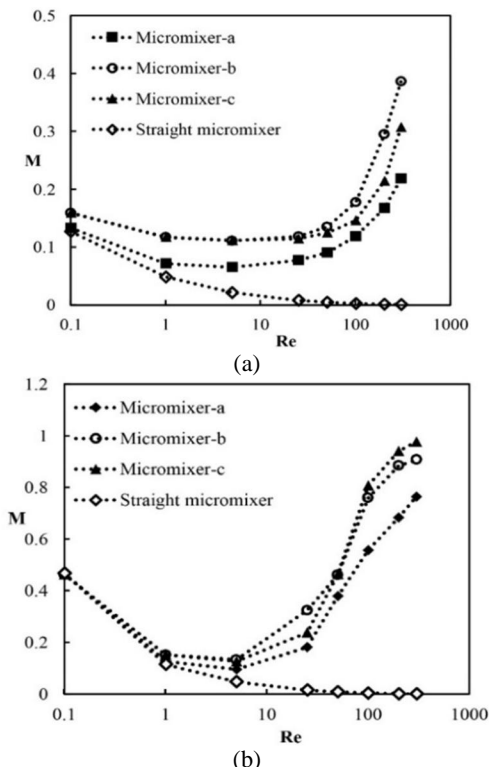 0.5
Micromixer-a
Micromixer-b
0.4
Micromixer-c
Straight micromixer
0.3
M
0.2
0.1
0
0.1 1 10 100 1000
Re
(a)
1.2
Micromixer-a
1
Micromixer-b
Micromixer-c
0.8
Straight micromixer
M
0.6
0.4
0.2
0
0.1 1 10 100 1000
Re
(b)